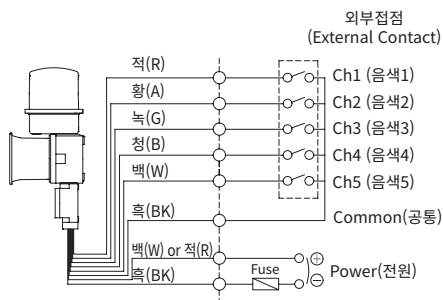 외부접점
(External Contact)
적(R)
Ch1 (음색1)
황(A)
Ch2 (음색2)
녹(G)
Ch3 (음색3)
청(B)
Ch4 (음색4)
백(W)
Ch5 (음색5)
흑(BK)
Common(공통)
백(W) or 적(R)
Fuse
⊕
Power(전원)
흑(BK)
⊖